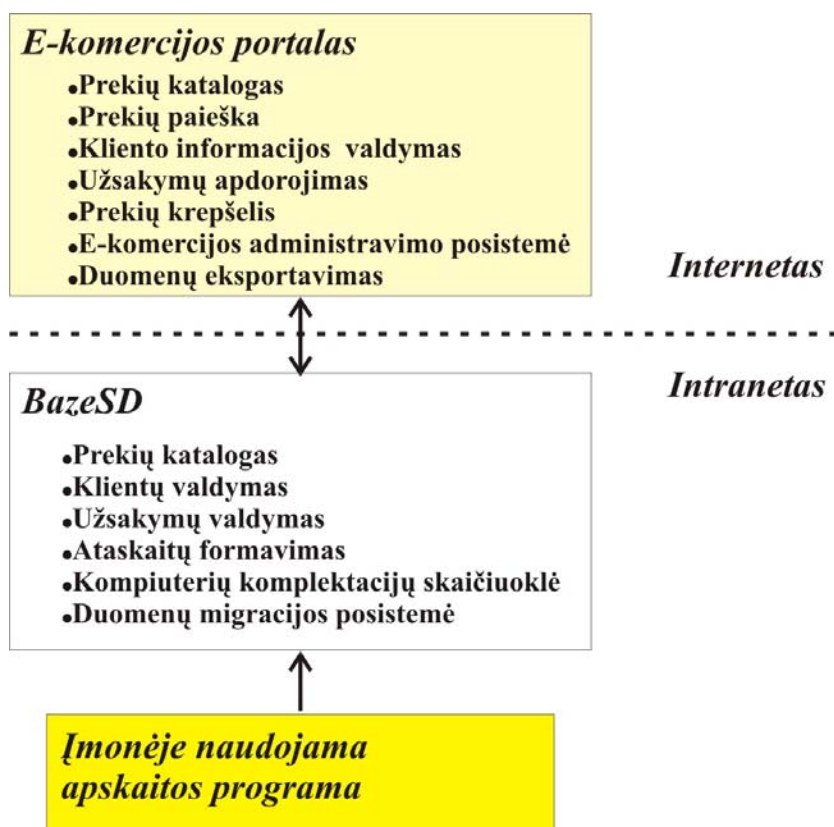 E-komercijos portalas
•Prekių katalogas
•Prekių paieška
•Kliento informacijos valdymas
•Užsakymų apdorojimas
•Prekių krepšelis
•E-komercijos administravimo posistemė
•Duomenų eksportavimas
Internetas
Intranetas
BazeSD
•Prekių katalogas
•Klientų valdymas
•Užsakymų valdymas
•Ataskaitų formavimas
•Kompiuterių komplektacijų skaičiuoklė
•Duomenų migracijos posistemė
Įmonėje naudojama
apskaitos programa